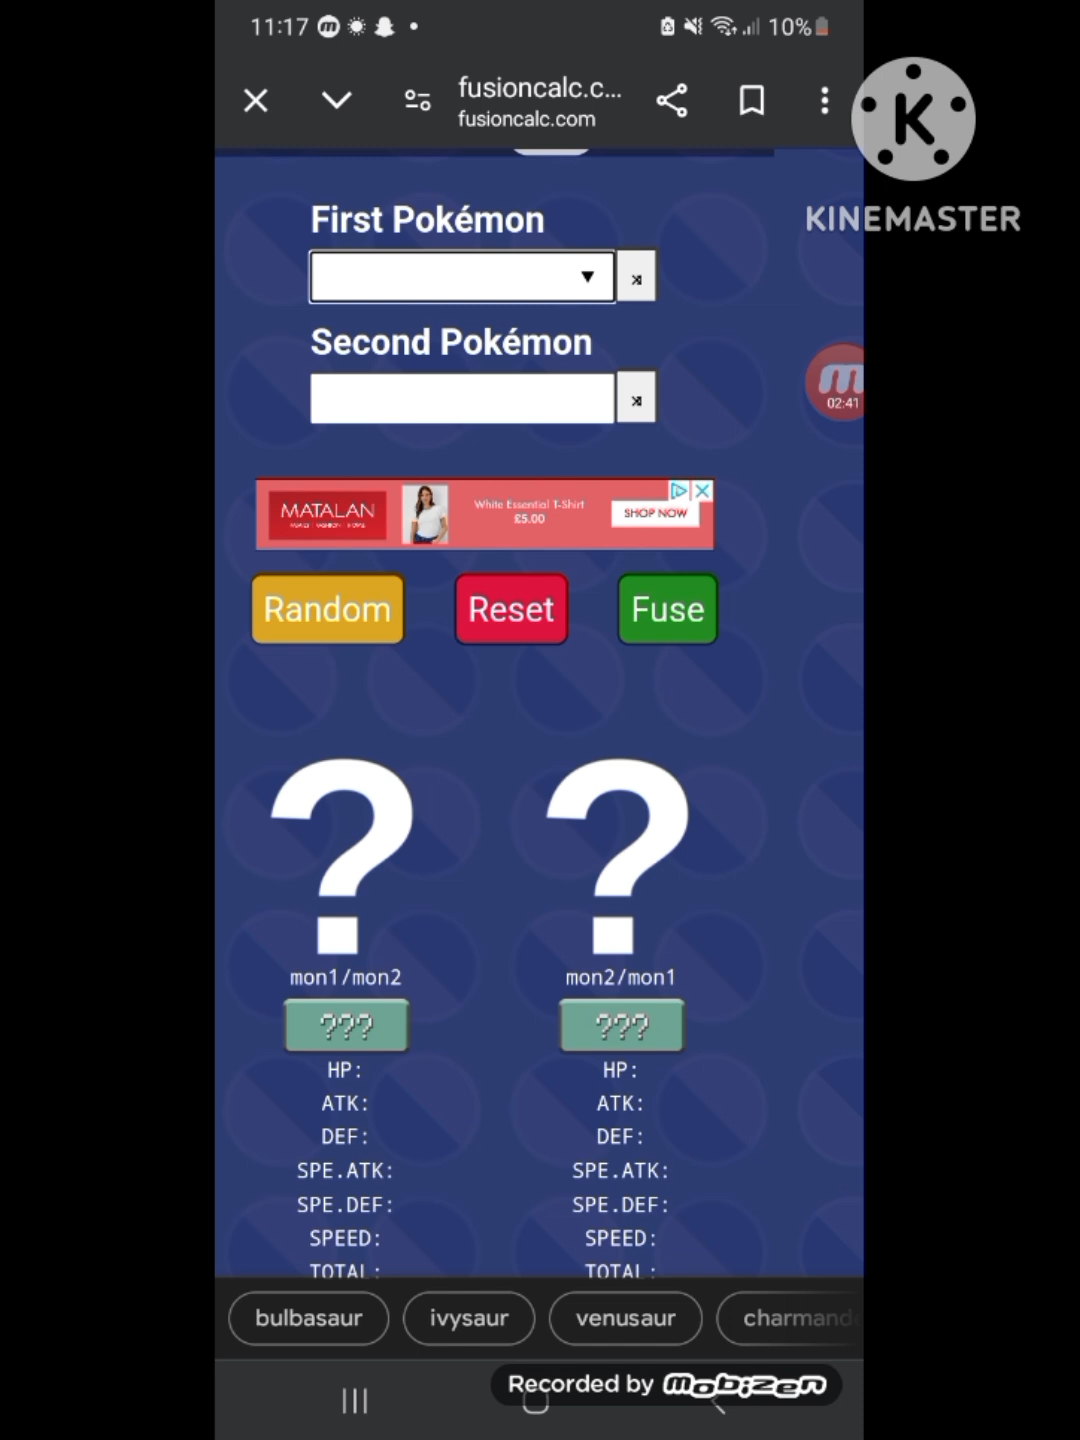 11:17
10%
fusioncalc.c...
fusioncalc.com
K
KINEMASTER
First Pokémon
Second Pokémon
02:41
MATALAN
White Essential T-Shirt
£5.00
SHOP NOW
Random
Reset
Fuse
? ?
mon1/mon2
mon2/mon1
??? ???
HP: HP:
ATK: ATK:
DEF: DEF:
SPE.ATK: SPE.ATK:
SPE.DEF: SPE.DEF:
SPEED: SPEED:
TOTAL: TOTAL:
bulbasaur
ivysaur
venusaur
charmand
Recorded by mobizen